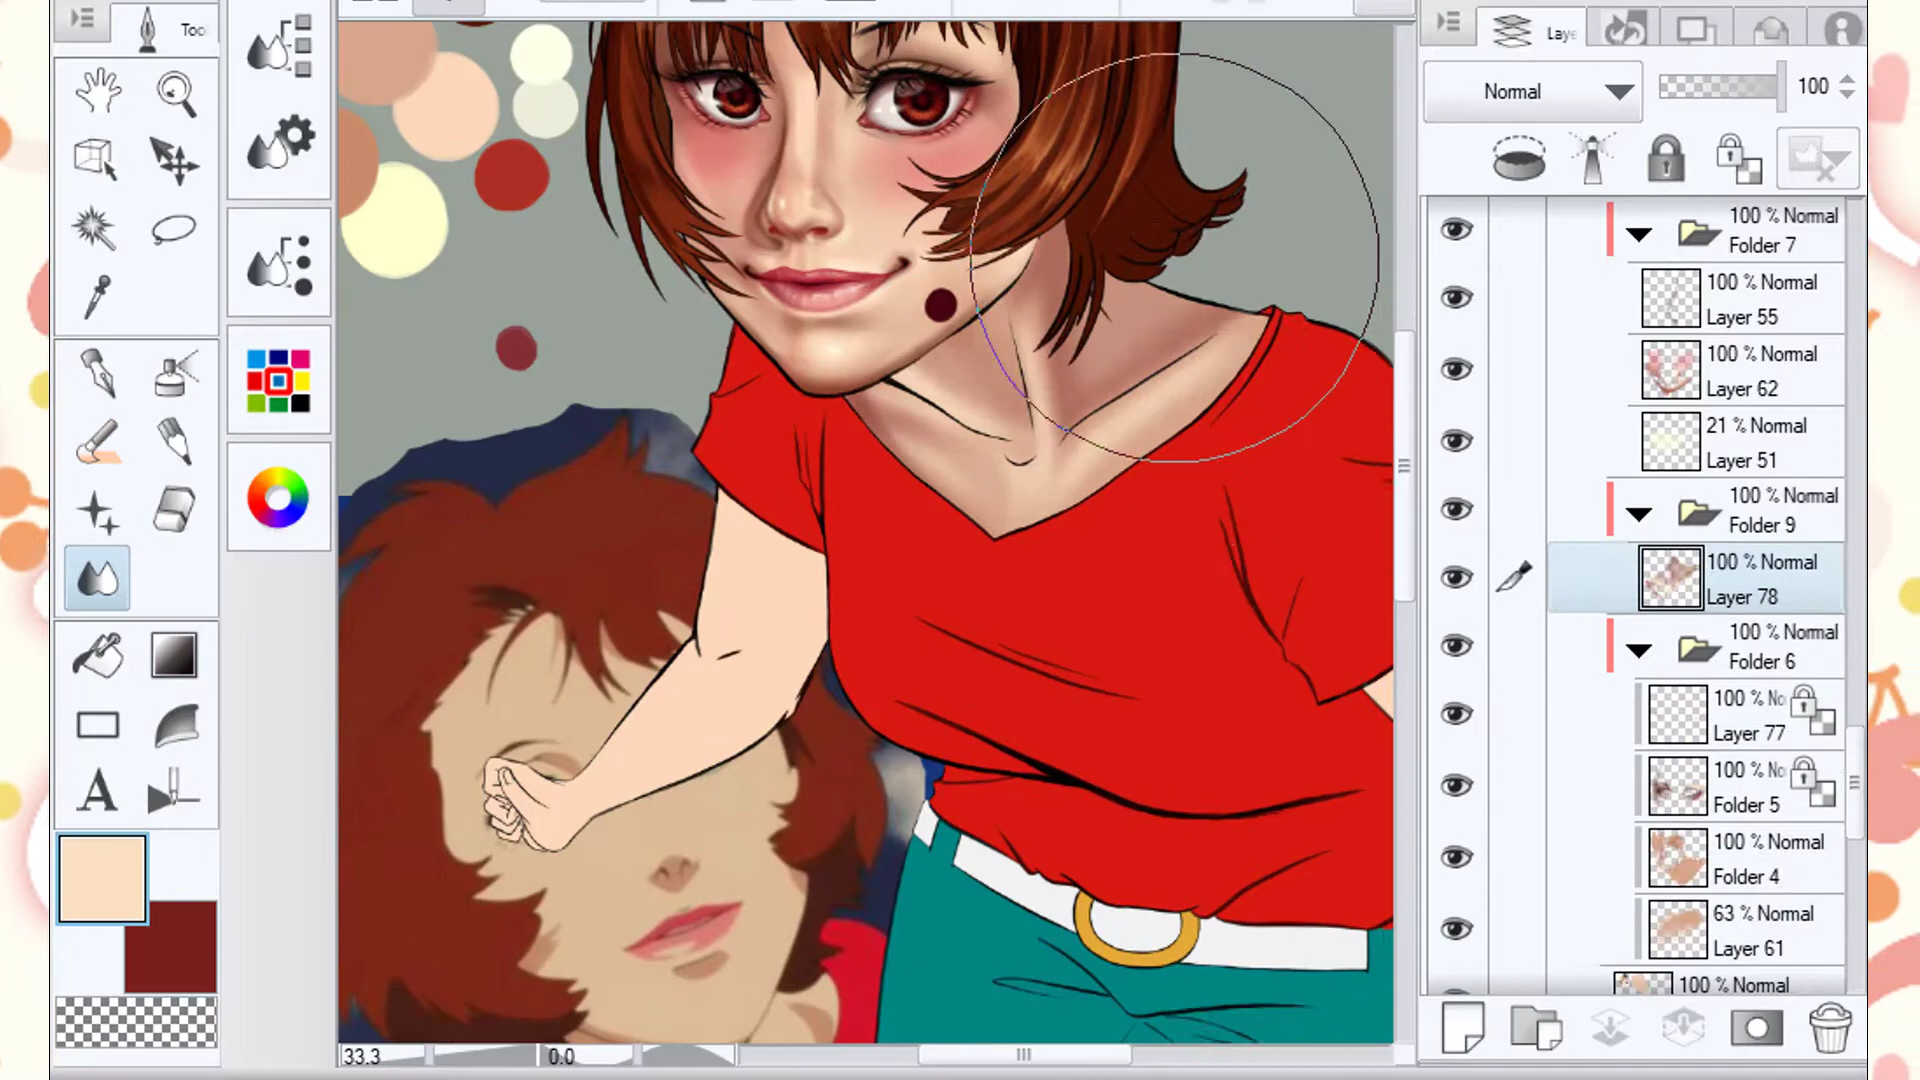 Too
Laye
Normal
100
100 % Normal
Folder 7
100 % Normal
Layer 55
100 % Normal
Layer 62
21 % Normal
Layer 51
100 % Normal
Folder 9
100 % Normal
Layer 78
100 % Normal
Folder 6
100 % No
Layer 77
100 % No
Folder 5
100 % Normal
Folder 4
63 % Normal
Layer 61
100 % Normal
A
33.3
0.0